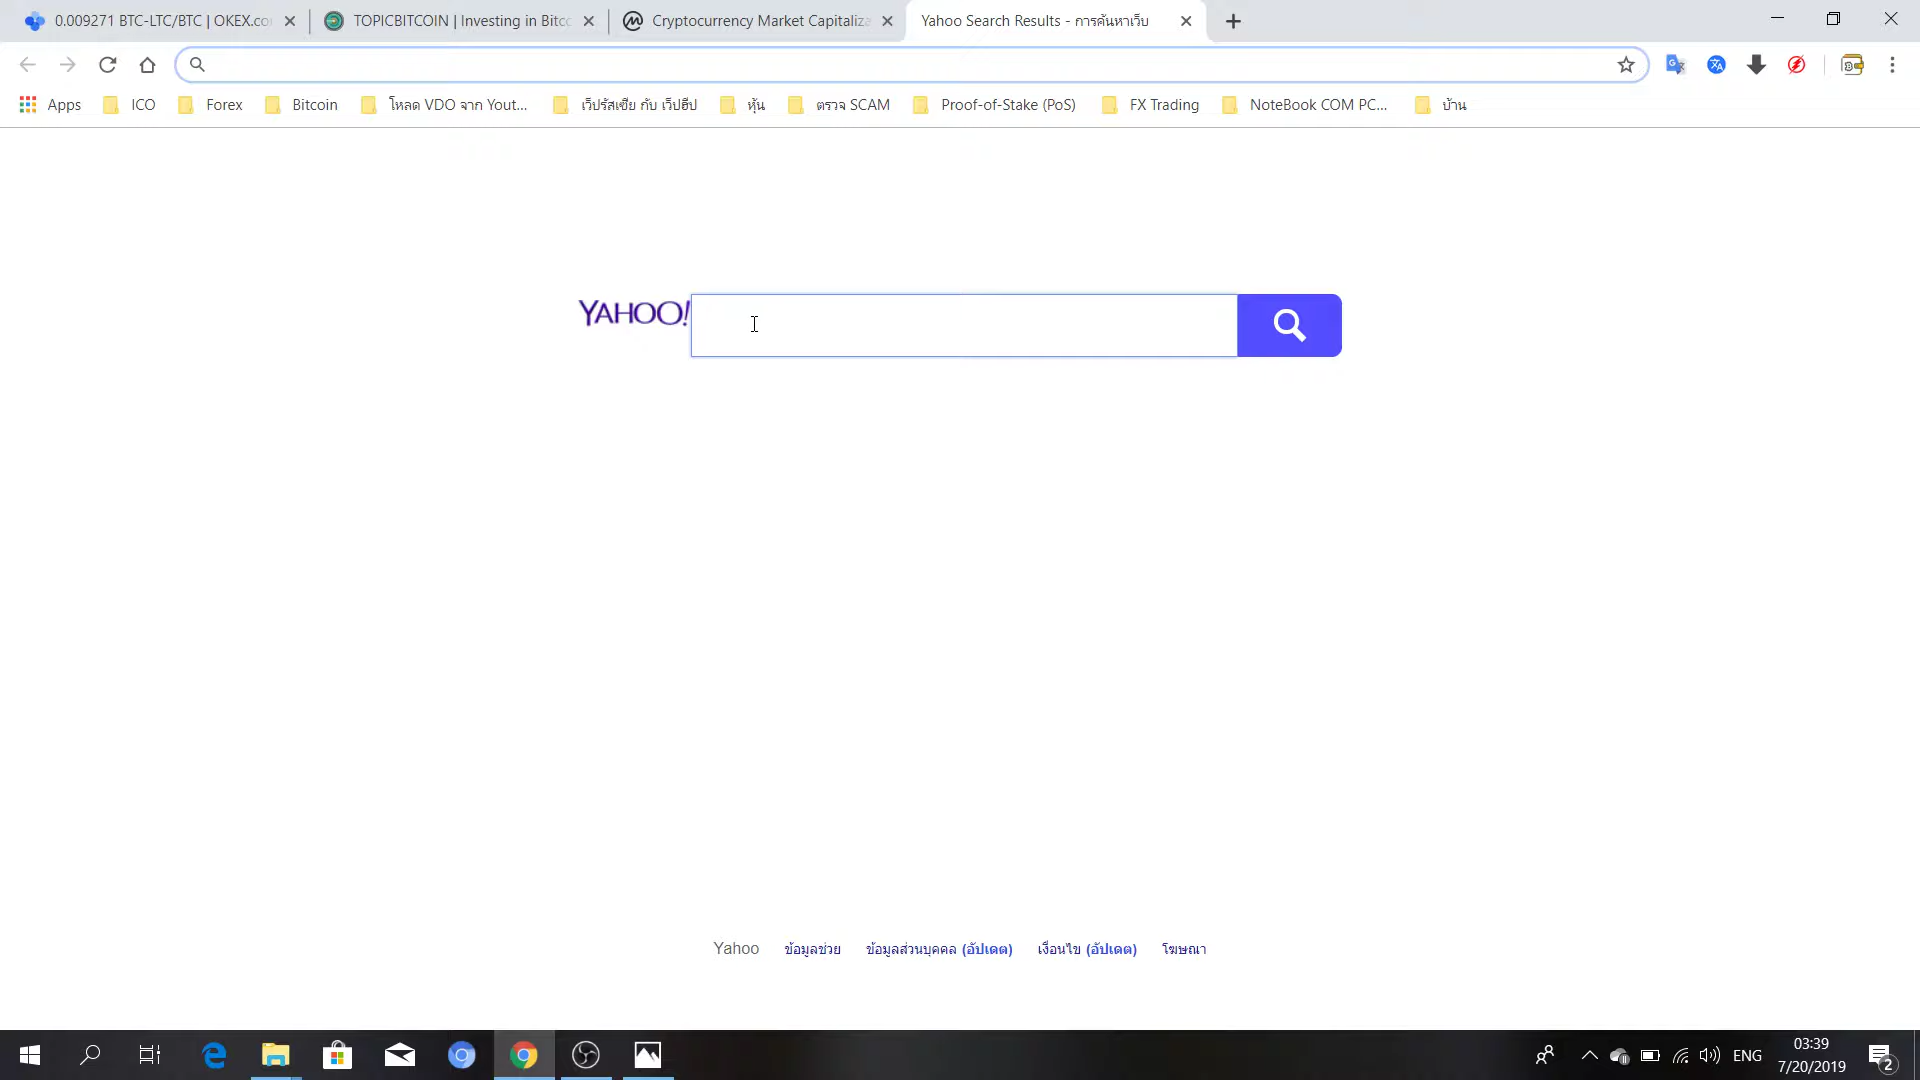 0.009271 BTC-LTC/BTC | OKEX.co
TOPICBITCOIN | Investing in Bitc
Cryptocurrency Market Capitaliza
Yahoo Search Results - การค้นหาเว็บ
Apps
ICO
Forex
Bitcoin
โหลด VDO จาก Yout...
เว็ปรัสเซีย กับ เว็ปฮีป
หุ้น
ตรวจ SCAM
Proof-of-Stake (PoS)
FX Trading
NoteBook COM PC...
บ้าน
YAHOO!
Yahoo
ข้อมูลช่วย
ข้อมูลส่วนบุคคล (อัปเดต)
เงื่อนไข (อัปเดต)
โฆษณา
ENG
03:39
7/20/2019
2